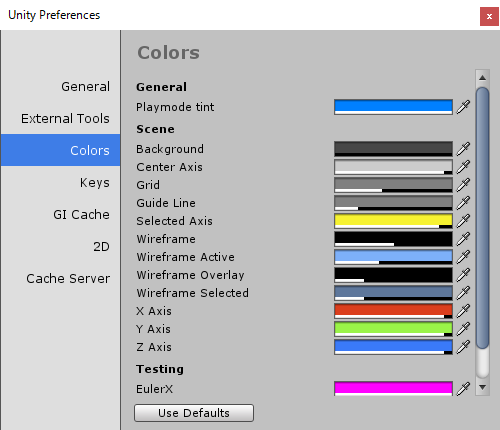 Unity Preferences
x
Colors
General
External Tools
Colors
Keys
GI Cache
2D
Cache Server
General
Playmode tint
Scene
Background
Center Axis
Grid
Guide Line
Selected Axis
Wireframe
Wireframe Active
Wireframe Overlay
Wireframe Selected
X Axis
Y Axis
Z Axis
Testing
EulerX
Use Defaults